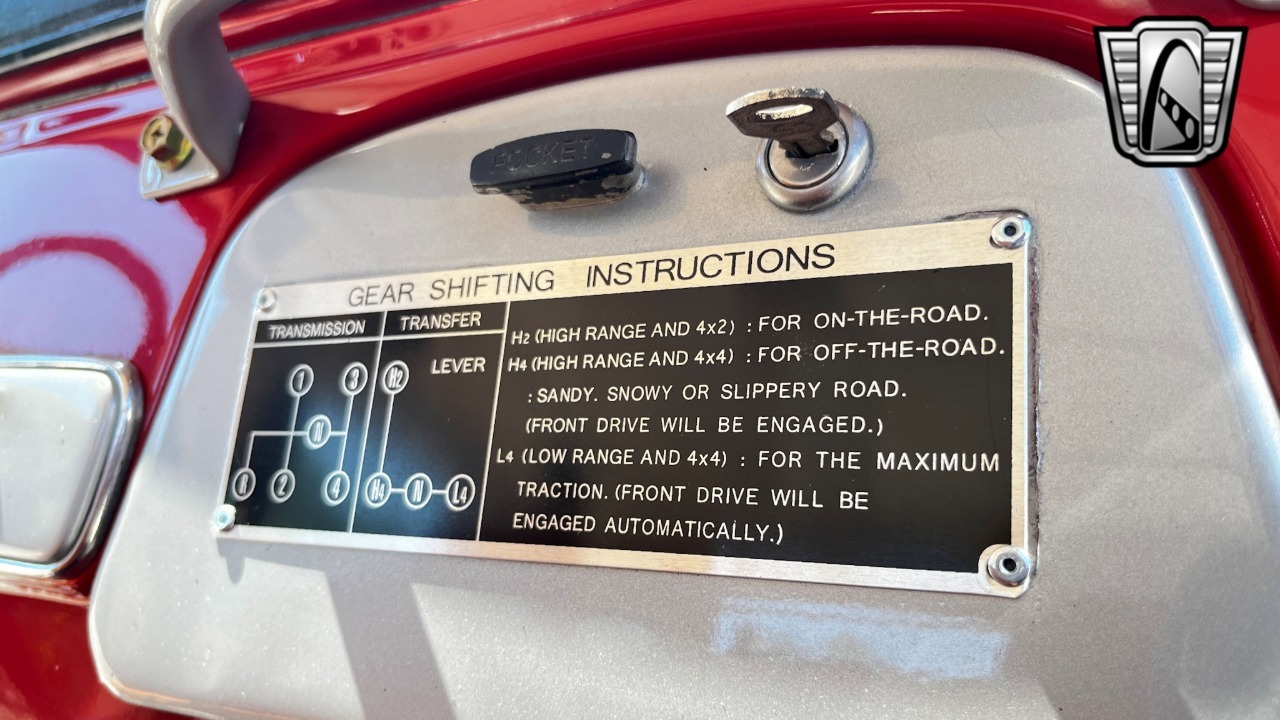 POCKET
GEAR SHIFTING INSTRUCTIONS
TRANSMISSION
1 3
N
R 2 4
TRANSFER
LEVER
H2
H4 N L4
H2 (HIGH RANGE AND 4x2) : FOR ON-THE-ROAD.
H4 (HIGH RANGE AND 4x4) : FOR OFF-THE-ROAD.
: SANDY. SNOWY OR SLIPPERY ROAD.
(FRONT DRIVE WILL BE ENGAGED.)
L4 (LOW RANGE AND 4x4) : FOR THE MAXIMUM
TRACTION. (FRONT DRIVE WILL BE
ENGAGED AUTOMATICALLY.)